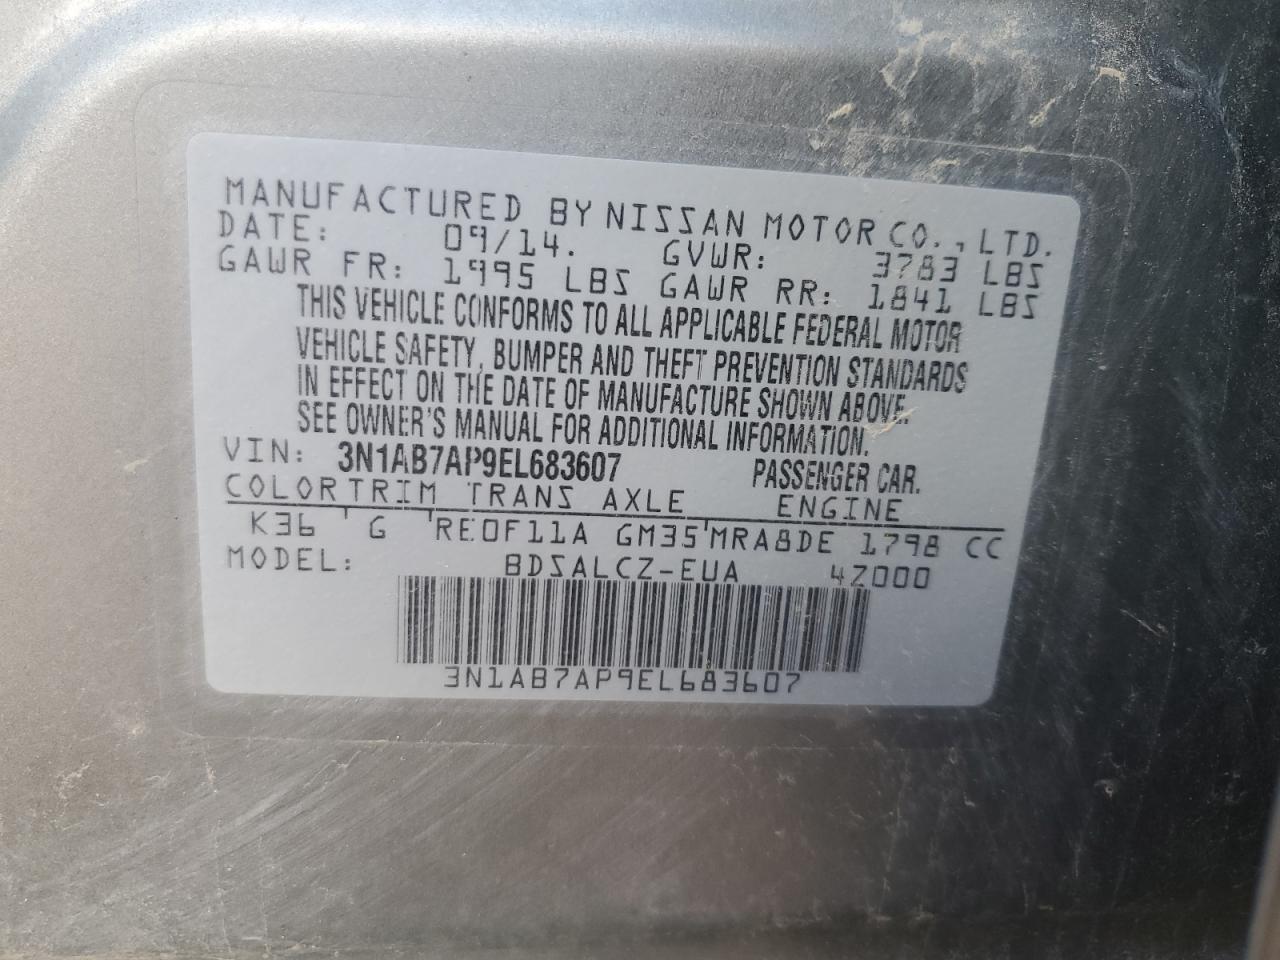 MANUFACTURED BY NISSAN MOTOR CO., LTD.
DATE: 09/14. GVWR: 3783 LBS
GAWR FR: 1995 LBS GAWR RR: 1841 LBS
THIS VEHICLE CONFORMS TO ALL APPLICABLE FEDERAL MOTOR
VEHICLE SAFETY, BUMPER AND THEFT PREVENTION STANDARDS
IN EFFECT ON THE DATE OF MANUFACTURE SHOWN ABOVE.
SEE OWNER'S MANUAL FOR ADDITIONAL INFORMATION.
VIN: 3N1AB7AP9EL683607 PASSENGER CAR.
COLOR TRIM TRANS AXLE ENGINE
K36 ' G ' RE0F11A GM35 ' MRA8DE 1798 CC
MODEL: BDSALCZ-EUA 4Z000
3N1AB7AP9EL683607